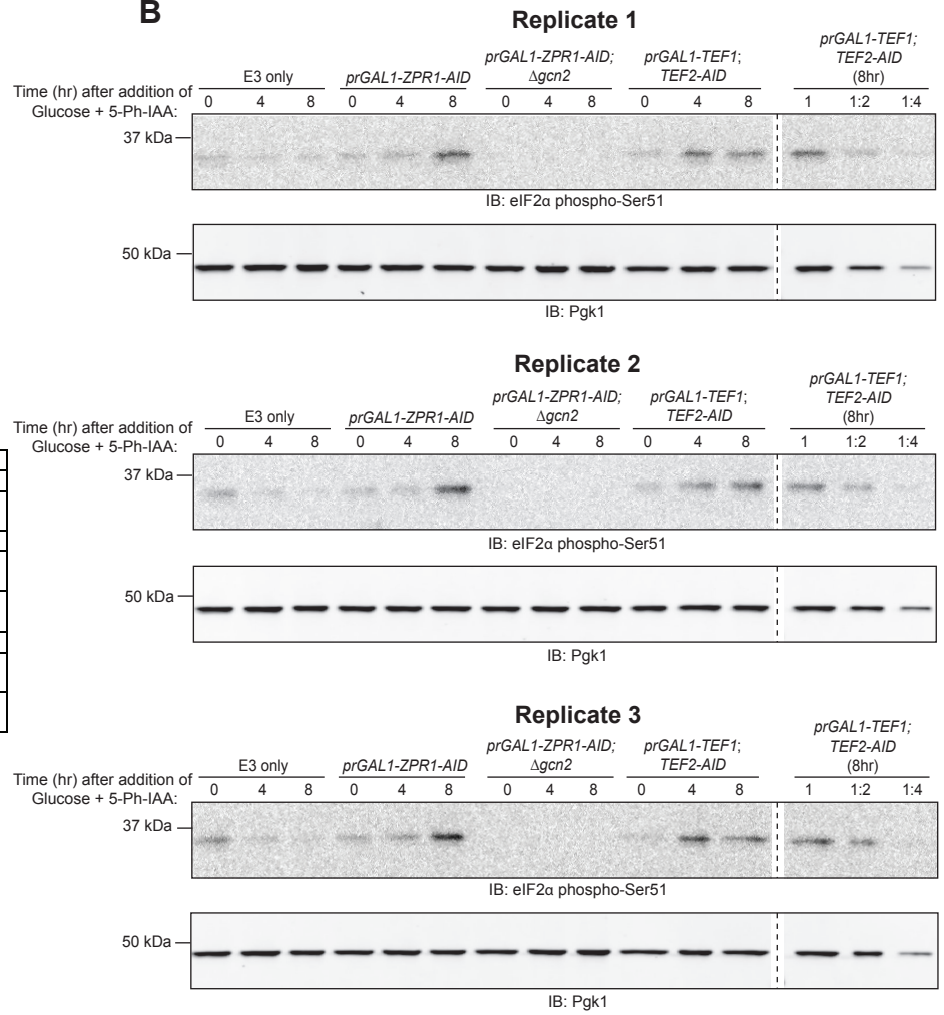 B
Replicate 1
prGAL1-TEF1;
TEF2-AID
(8hr)
prGAL1-ZPR1-AID;
Δgcn2
prGAL1-TEF1;
TEF2-AID
E3 only
prGAL1-ZPR1-AID
Time (hr) after addition of
Glucose + 5-Ph-IAA:
0 4 8 0 4 8 0 4 8 0 4 8 1 1:2 1:4
37 kDa
IB: eIF2α phospho-Ser51
50 kDa
IB: Pgk1
Replicate 2
prGAL1-TEF1;
TEF2-AID
(8hr)
prGAL1-ZPR1-AID;
Δgcn2
prGAL1-TEF1;
TEF2-AID
E3 only
prGAL1-ZPR1-AID
Time (hr) after addition of
Glucose + 5-Ph-IAA:
0 4 8 0 4 8 0 4 8 0 4 8 1 1:2 1:4
37 kDa
IB: eIF2α phospho-Ser51
50 kDa
IB: Pgk1
Replicate 3
prGAL1-TEF1;
TEF2-AID
(8hr)
prGAL1-ZPR1-AID;
Δgcn2
prGAL1-TEF1;
TEF2-AID
E3 only
prGAL1-ZPR1-AID
Time (hr) after addition of
Glucose + 5-Ph-IAA:
0 4 8 0 4 8 0 4 8 0 4 8 1 1:2 1:4
37 kDa
IB: eIF2α phospho-Ser51
50 kDa
IB: Pgk1